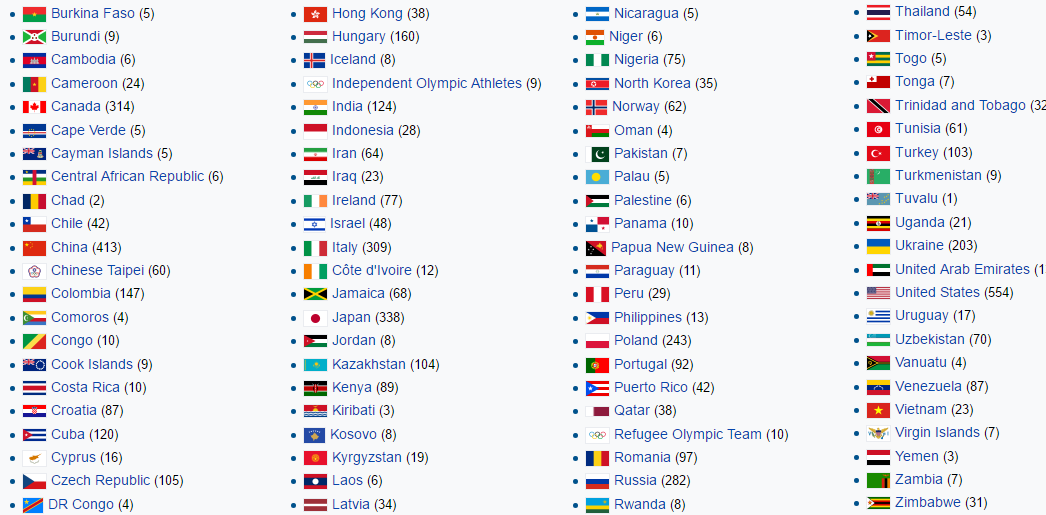 Burkina Faso (5)
Burundi (9)
Cambodia (6)
Cameroon (24)
Canada (314)
Cape Verde (5)
Cayman Islands (5)
Central African Republic (6)
Chad (2)
Chile (42)
China (413)
Chinese Taipei (60)
Colombia (147)
Comoros (4)
Congo (10)
Cook Islands (9)
Costa Rica (10)
Croatia (87)
Cuba (120)
Cyprus (16)
Czech Republic (105)
DR Congo (4)
Hong Kong (38)
Hungary (160)
Iceland (8)
Independent Olympic Athletes (9)
India (124)
Indonesia (28)
Iran (64)
Iraq (23)
Ireland (77)
Israel (48)
Italy (309)
Côte d'Ivoire (12)
Jamaica (68)
Japan (338)
Jordan (8)
Kazakhstan (104)
Kenya (89)
Kiribati (3)
Kosovo (8)
Kyrgyzstan (19)
Laos (6)
Latvia (34)
Nicaragua (5)
Niger (6)
Nigeria (75)
North Korea (35)
Norway (62)
Oman (4)
Pakistan (7)
Palau (5)
Palestine (6)
Panama (10)
Papua New Guinea (8)
Paraguay (11)
Peru (29)
Philippines (13)
Poland (243)
Portugal (92)
Puerto Rico (42)
Qatar (38)
Refugee Olympic Team (10)
Romania (97)
Russia (282)
Rwanda (8)
Thailand (54)
Timor-Leste (3)
Togo (5)
Tonga (7)
Trinidad and Tobago (32
Tunisia (61)
Turkey (103)
Turkmenistan (9)
Tuvalu (1)
Uganda (21)
Ukraine (203)
United Arab Emirates (1
United States (554)
Uruguay (17)
Uzbekistan (70)
Vanuatu (4)
Venezuela (87)
Vietnam (23)
Virgin Islands (7)
Yemen (3)
Zambia (7)
Zimbabwe (31)